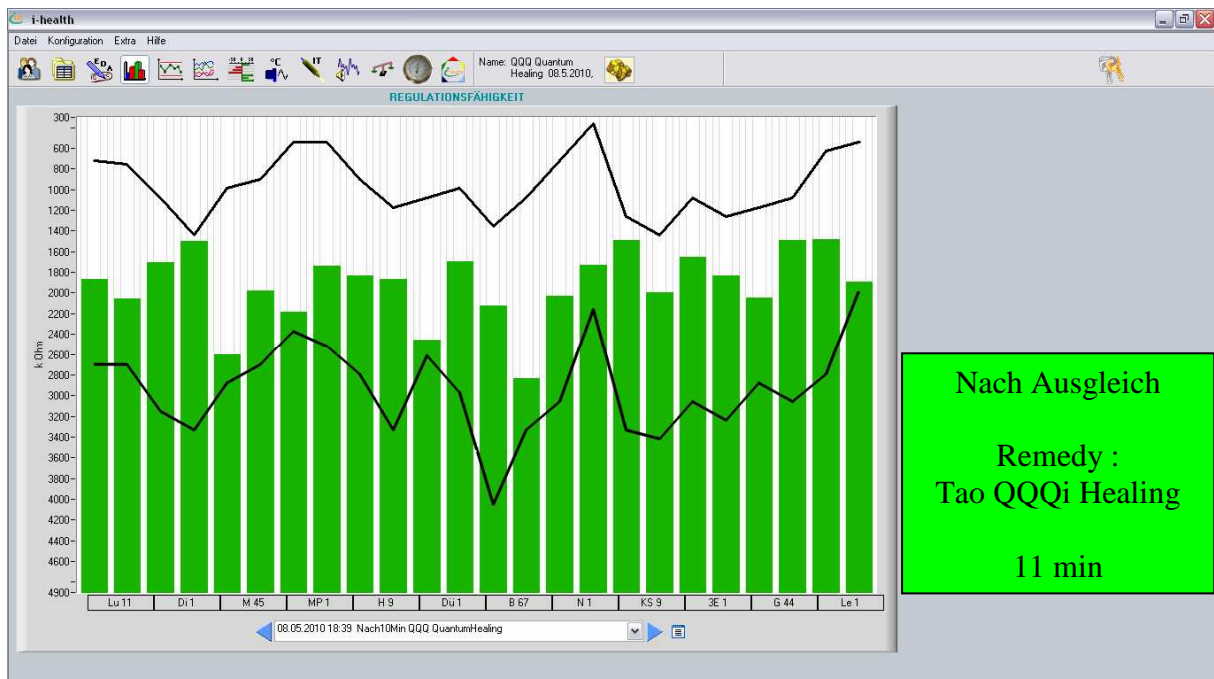 i-health
Datei Konfiguration Extra Hilfe
EDA
IT
°C
Name: QQQ Quantum
Healing 08.5.2010,
REGULATIONSFÄHIGKEIT
300-
600-
800-
1000-
1200-
1400-
1600-
1800-
2000-
2200-
2400-
2600-
2800-
3000-
3200-
3400-
3600-
3800-
4000-
4200-
4400-
4600-
4900-
k Ohm
Lu 11 Di 1 M 45 MP 1 H 9 Dü 1 B 67 N 1 KS 9 3E 1 G 44 Le 1
08.05.2010 18:39 Nach10Min QQQ QuantumHealing
Nach Ausgleich
Remedy :
Tao QQQi Healing
11 min